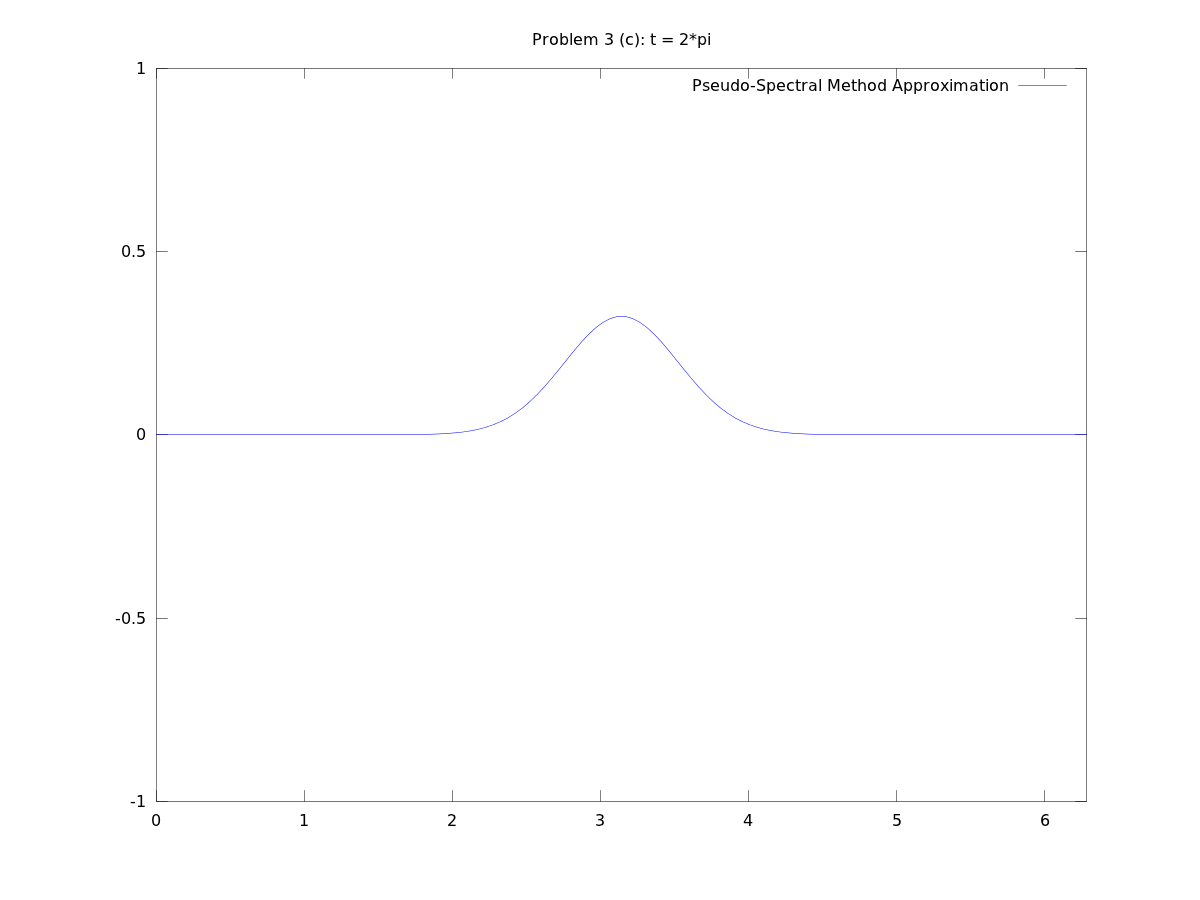 Problem 3 (c): t = 2*pi
Pseudo-Spectral Method Approximation
1
0.5
0
-0.5
-1
0 1 2 3 4 5 6